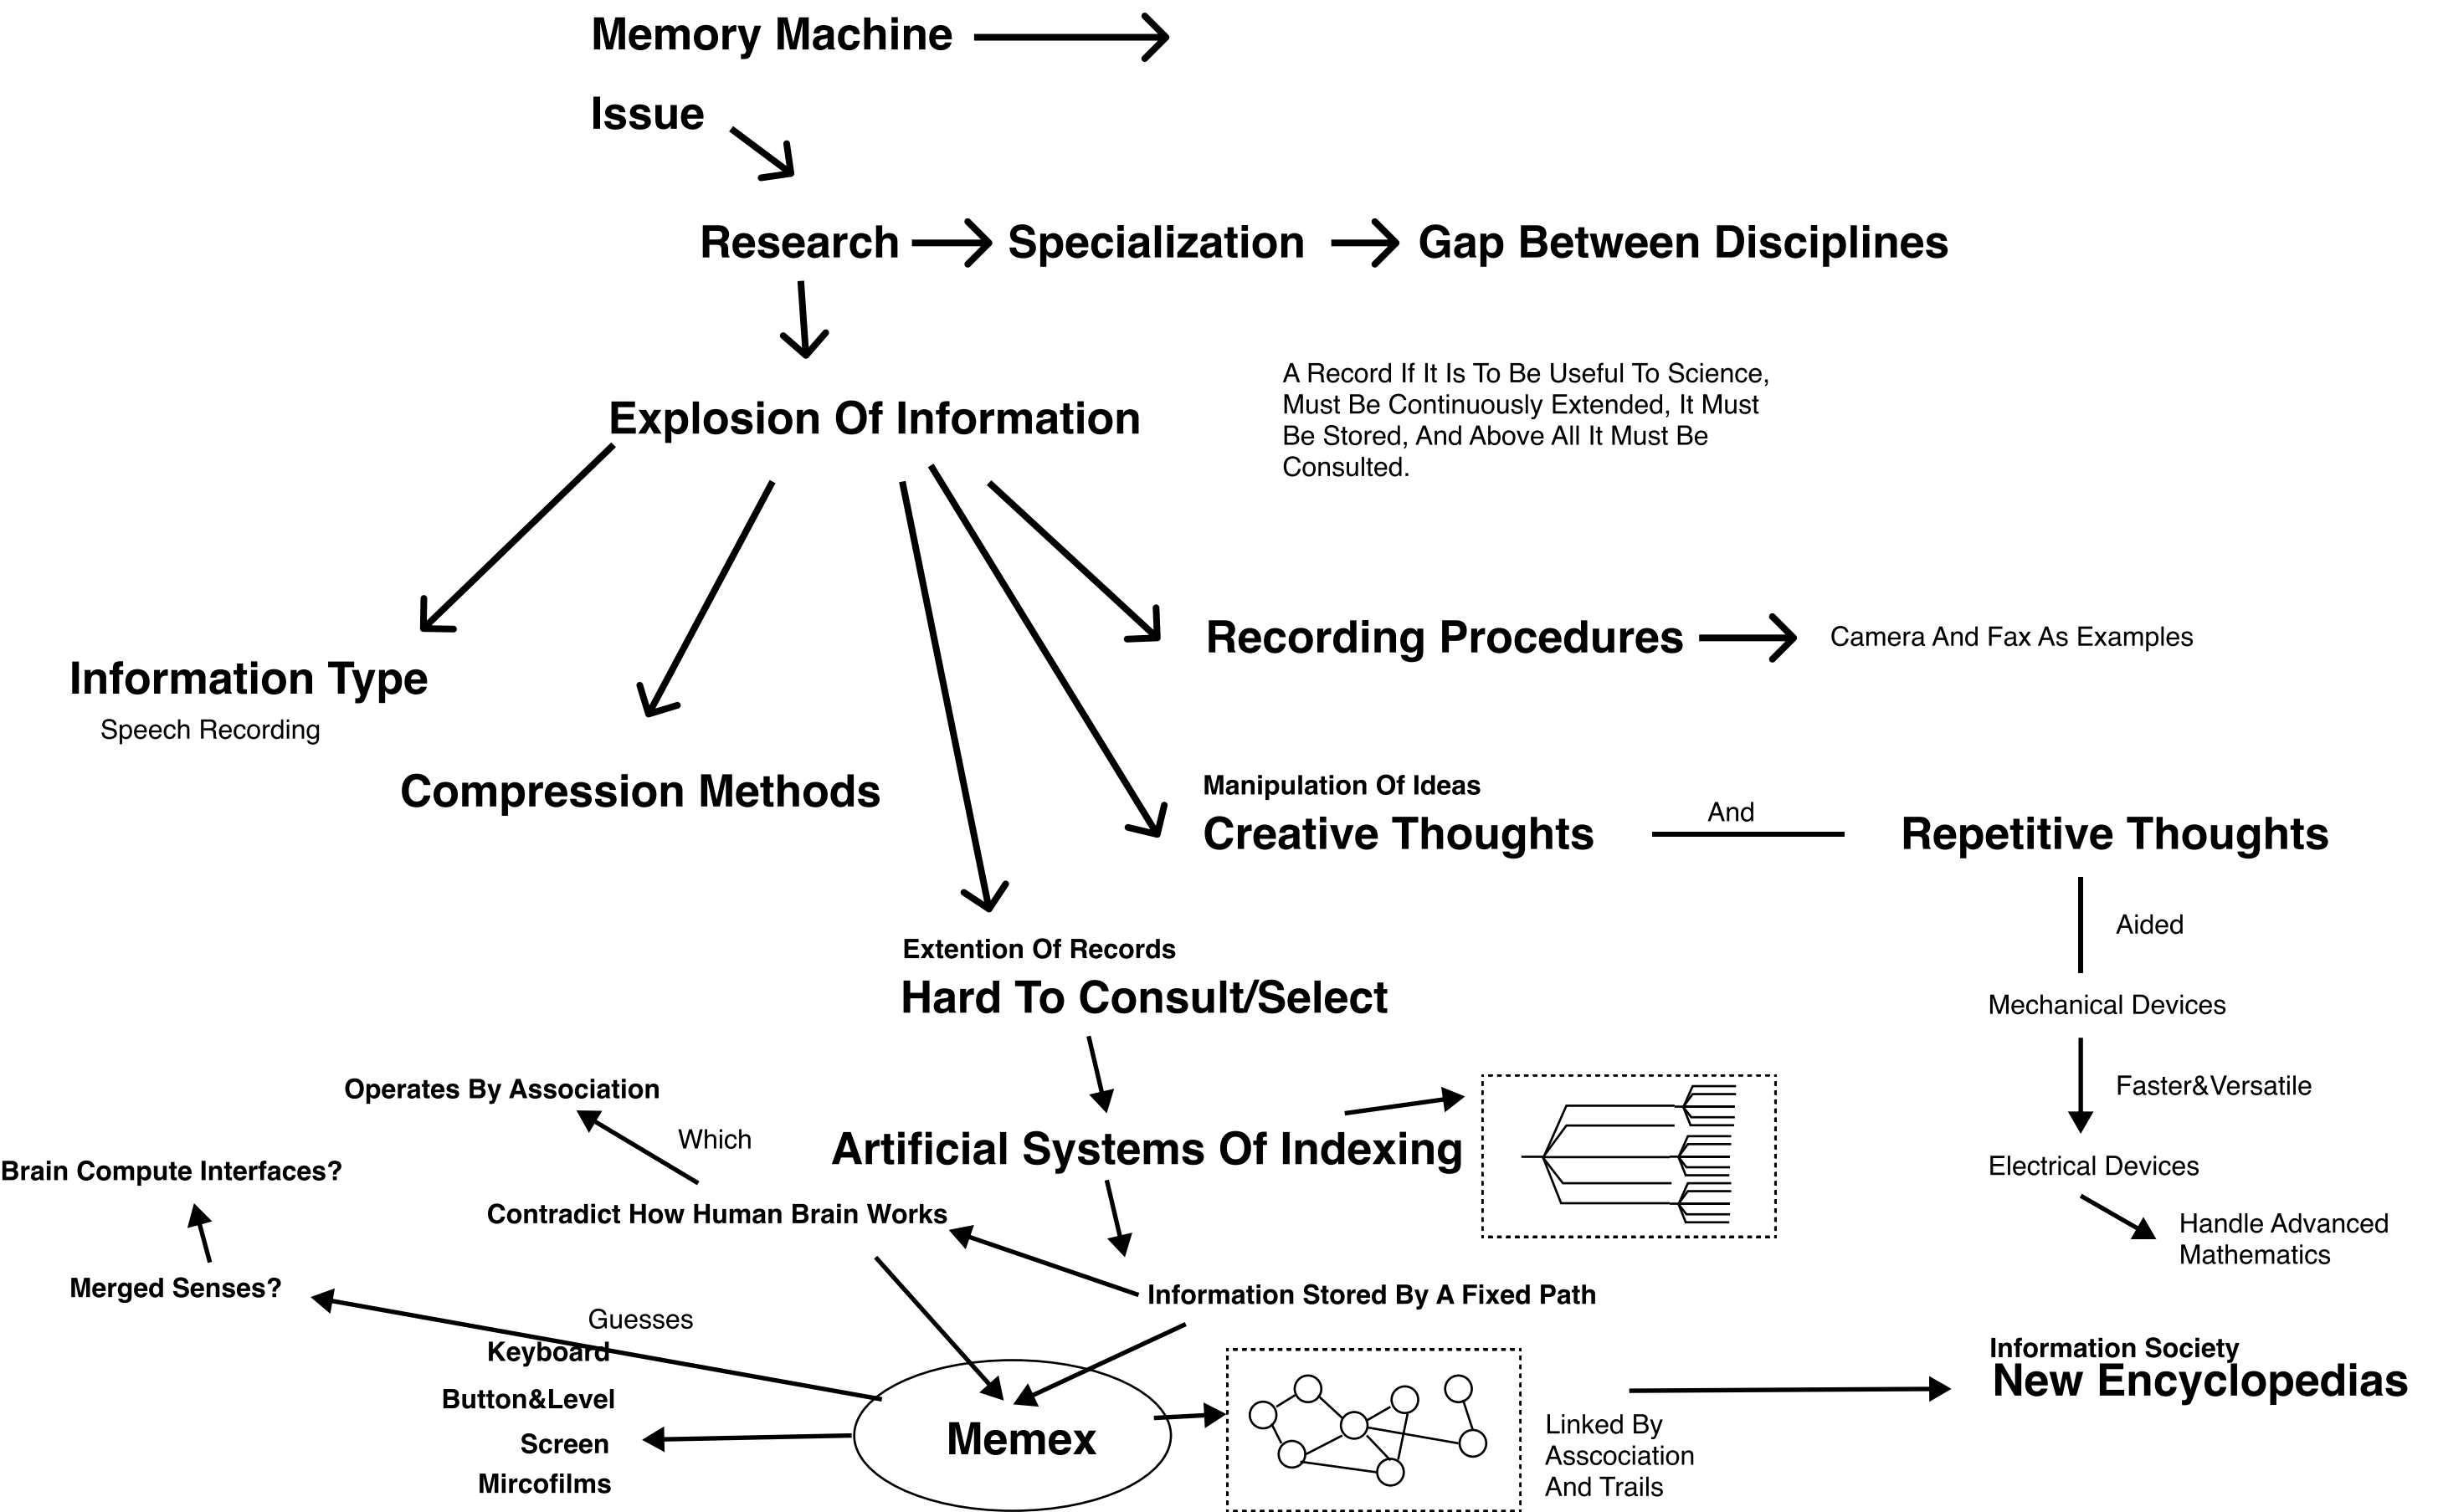 Memory Machine
Issue
Research
Specialization
Gap Between Disciplines
Explosion Of Information
A Record If It Is To Be Useful To Science,
Must Be Continuously Extended, It Must
Be Stored, And Above All It Must Be
Consulted.
Recording Procedures
Camera And Fax As Examples
Information Type
Speech Recording
Compression Methods
Manipulation Of Ideas
Creative Thoughts
And
Repetitive Thoughts
Aided
Mechanical Devices
Faster&Versatile
Electrical Devices
Handle Advanced
Mathematics
Extention Of Records
Hard To Consult/Select
Artificial Systems Of Indexing
Operates By Association
Which
Contradict How Human Brain Works
Brain Compute Interfaces?
Merged Senses?
Information Stored By A Fixed Path
Guesses
Keyboard
Button&Level
Screen
Mircofilms
Memex
Linked By
Asscociation
And Trails
Information Society
New Encyclopedias